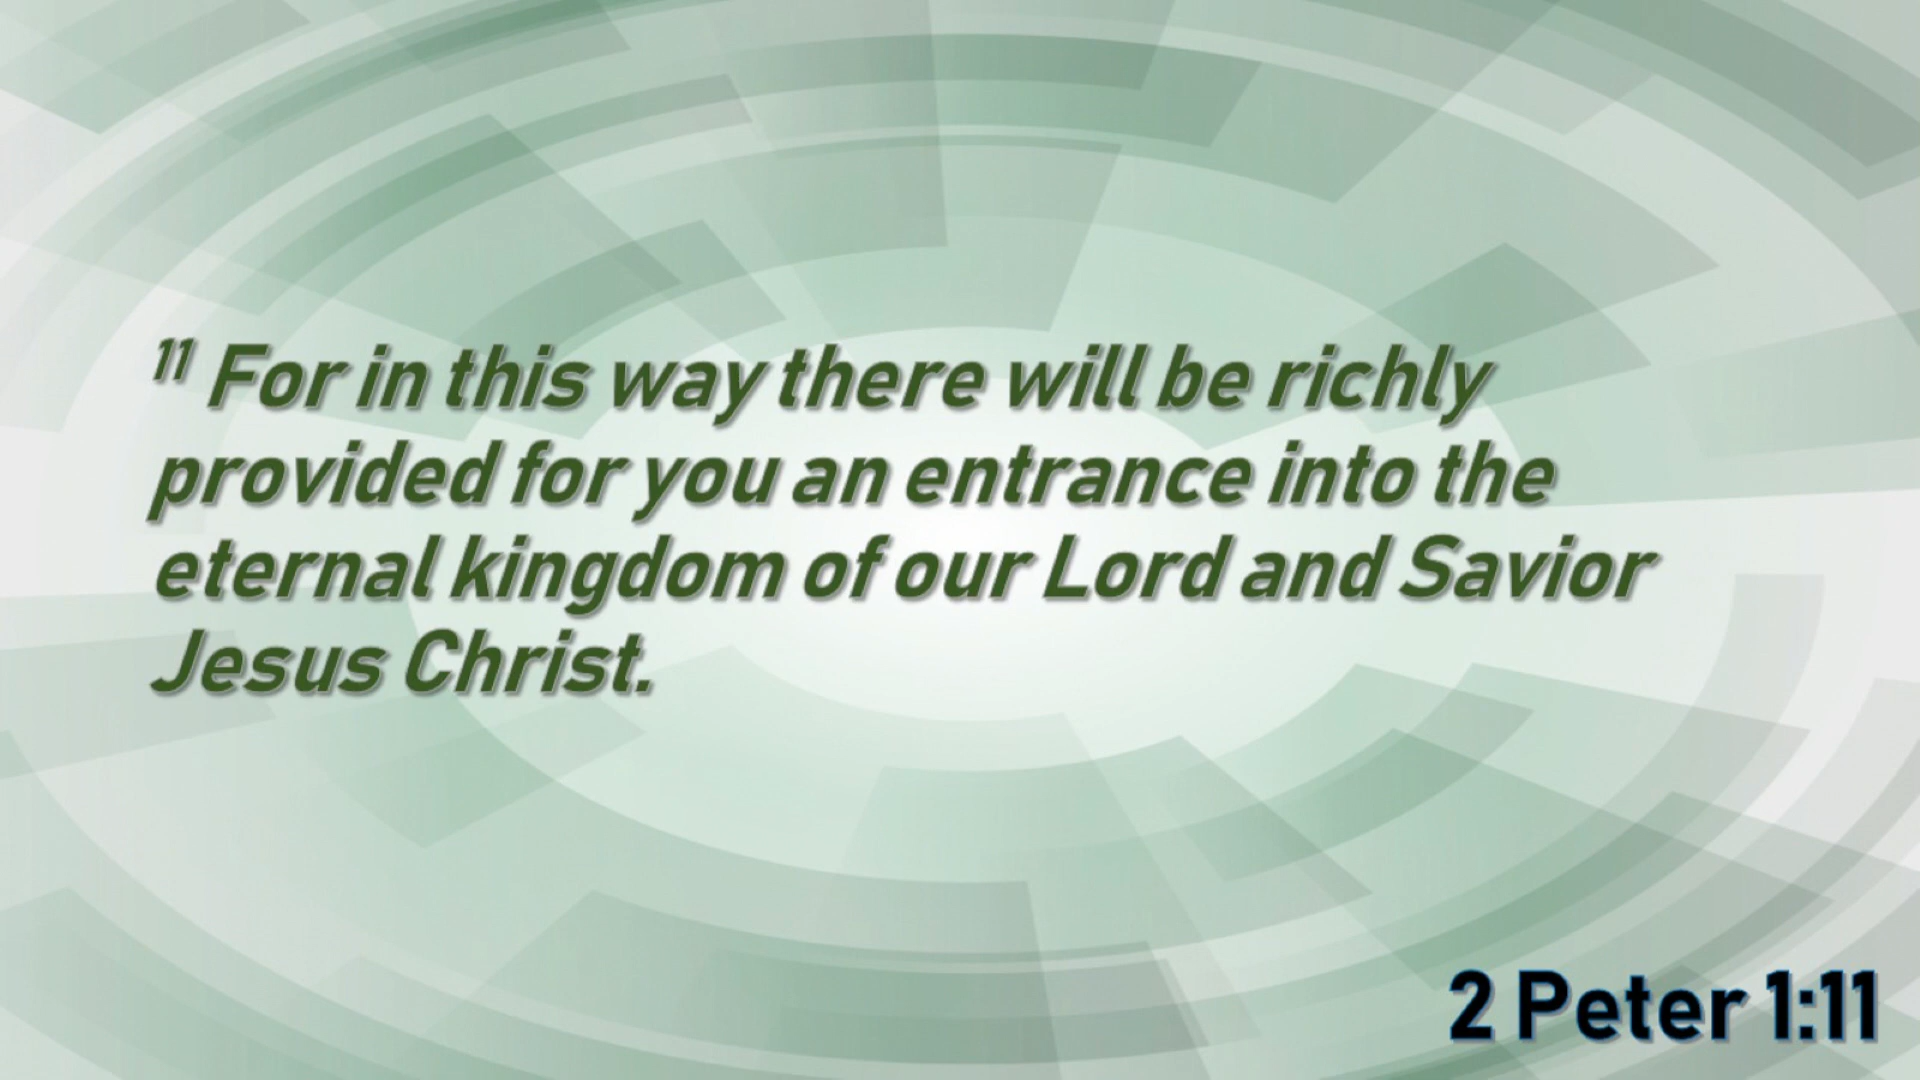 11 For in this way there will be richly
provided for you an entrance into the
eternal kingdom of our Lord and Savior
Jesus Christ.
2 Peter 1:11